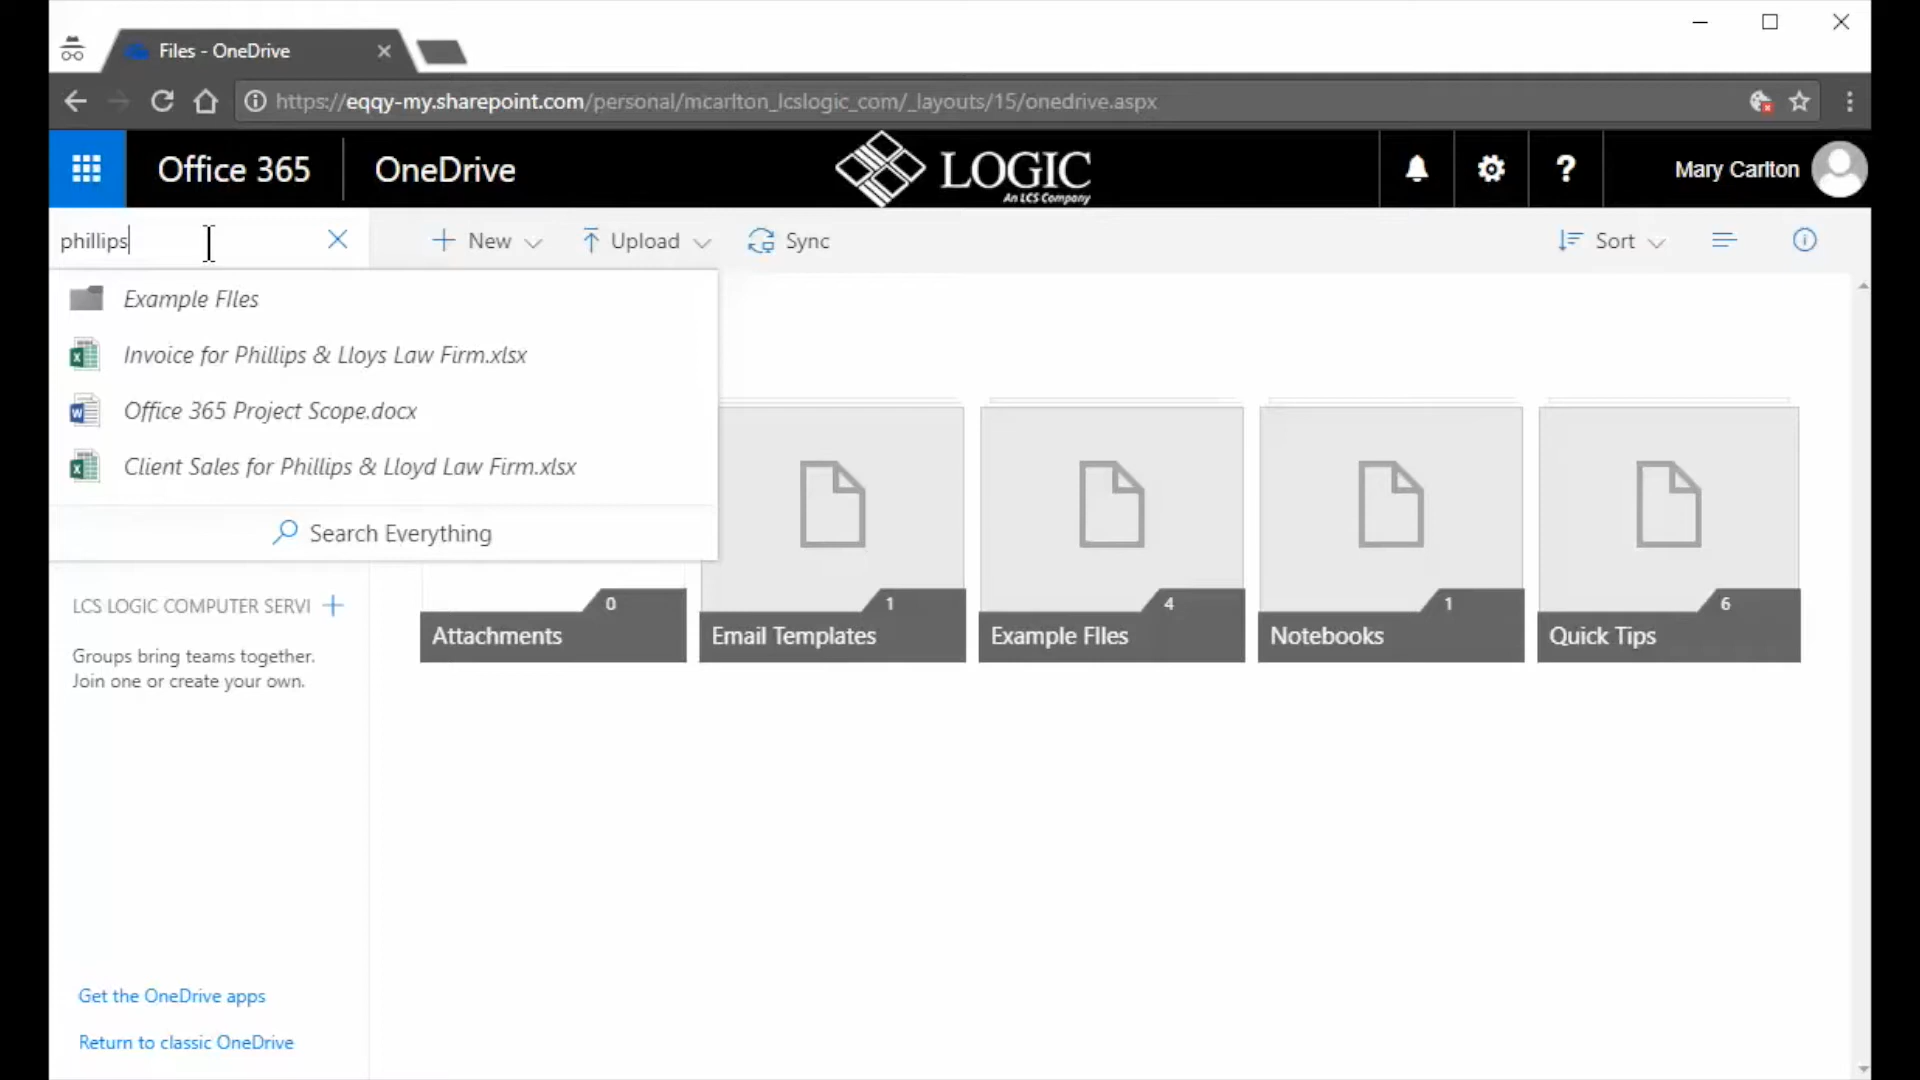 Files - OneDrive
https://eqqy-my.sharepoint.com/personal/mcarlton_lcslogic_com/_layouts/15/onedrive.aspx
Office 365
OneDrive
LOGIC
An LCS Company
?
Mary Carlton
phillips
New
Upload
Sync
Sort
Example FIles
Invoice for Phillips & Lloys Law Firm.xlsx
Office 365 Project Scope.docx
Client Sales for Phillips & Lloyd Law Firm.xlsx
Search Everything
LCS LOGIC COMPUTER SERVI
Groups bring teams together.
Join one or create your own.
0
Attachments
1
Email Templates
4
Example FIles
1
Notebooks
6
Quick Tips
Get the OneDrive apps
Return to classic OneDrive